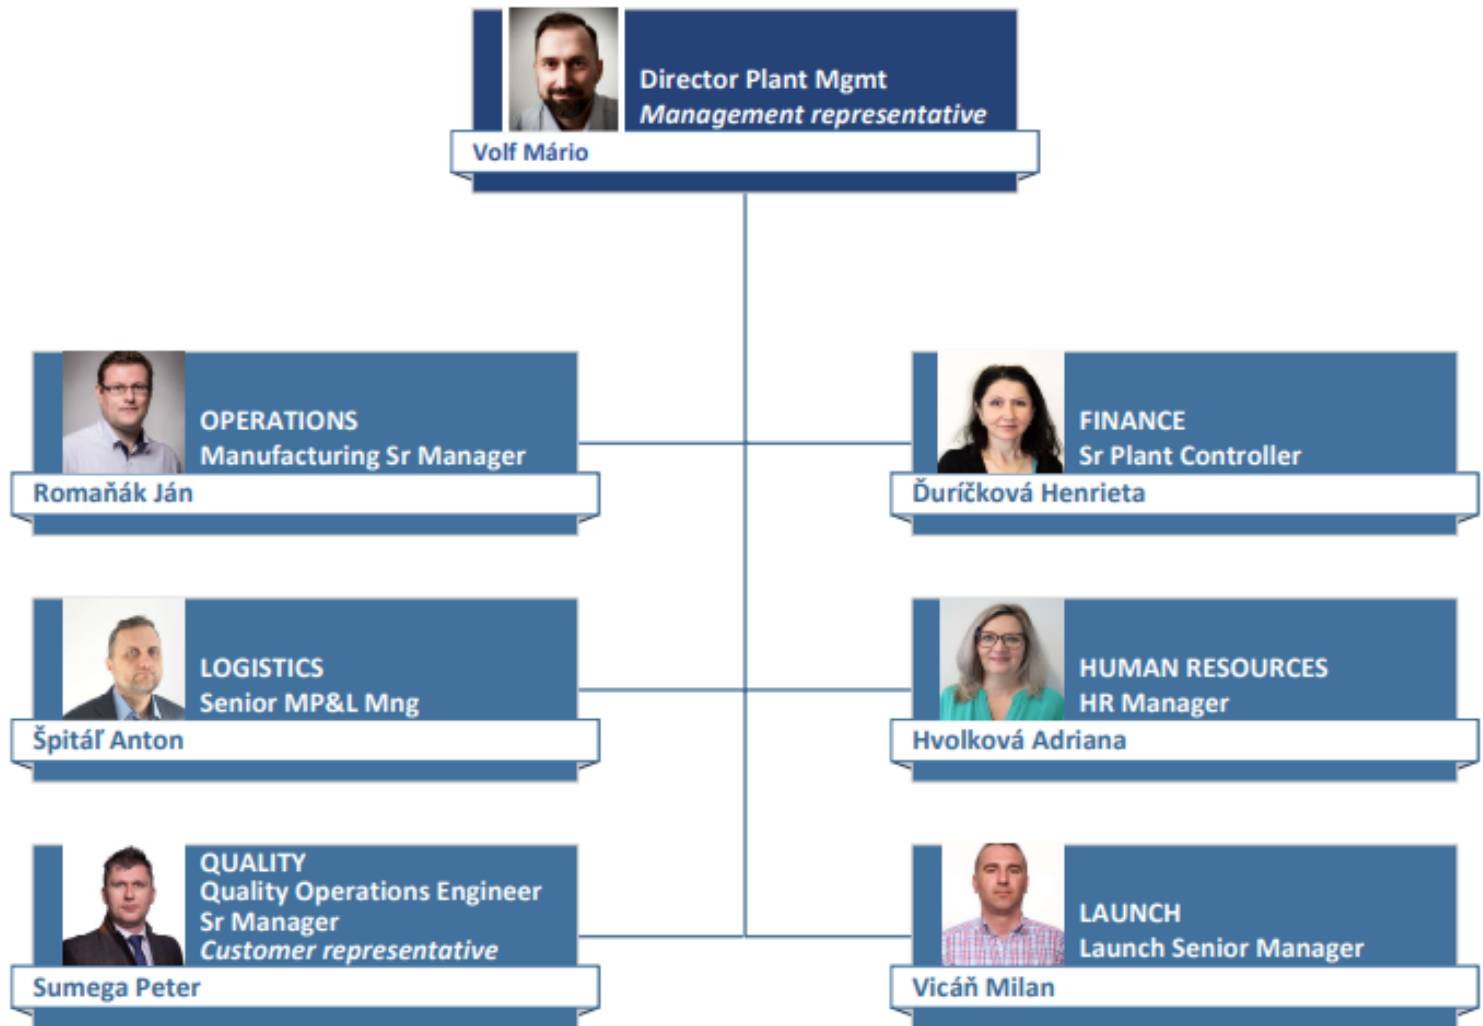 Director Plant Mgmt
Management representative
Volf Mário
OPERATIONS
Manufacturing Sr Manager
Romaňák Ján
FINANCE
Sr Plant Controller
Ďuríčková Henrieta
LOGISTICS
Senior MP&L Mng
Špitáľ Anton
HUMAN RESOURCES
HR Manager
Hvolková Adriana
QUALITY
Quality Operations Engineer
Sr Manager
Customer representative
Sumega Peter
LAUNCH
Launch Senior Manager
Vicáň Milan